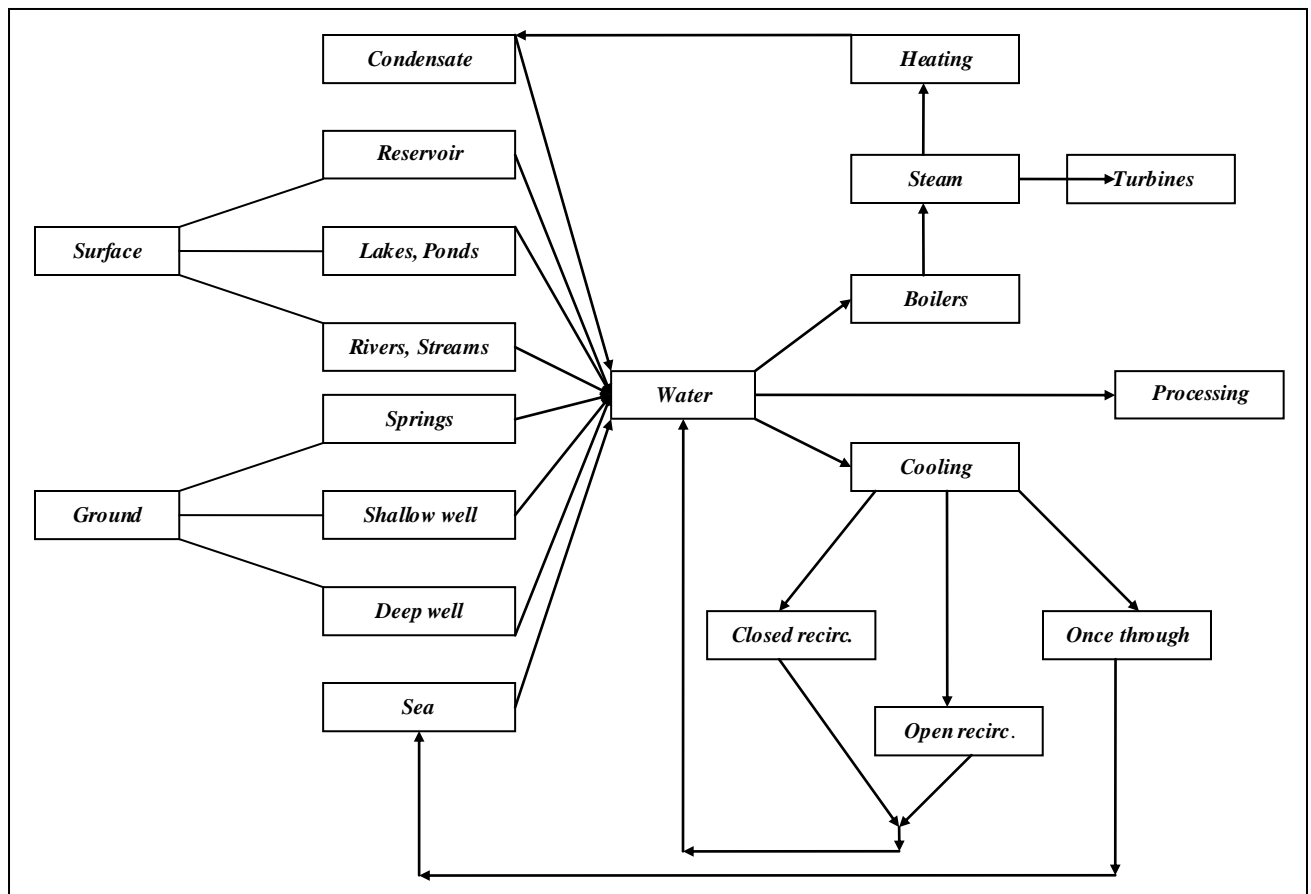 Condensate
Heating
Reservoir
Steam
Turbines
Surface
Lakes, Ponds
Boilers
Rivers, Streams
Water
Processing
Springs
Cooling
Ground
Shallow well
Deep well
Closed recirc.
Once through
Sea
Open recirc.